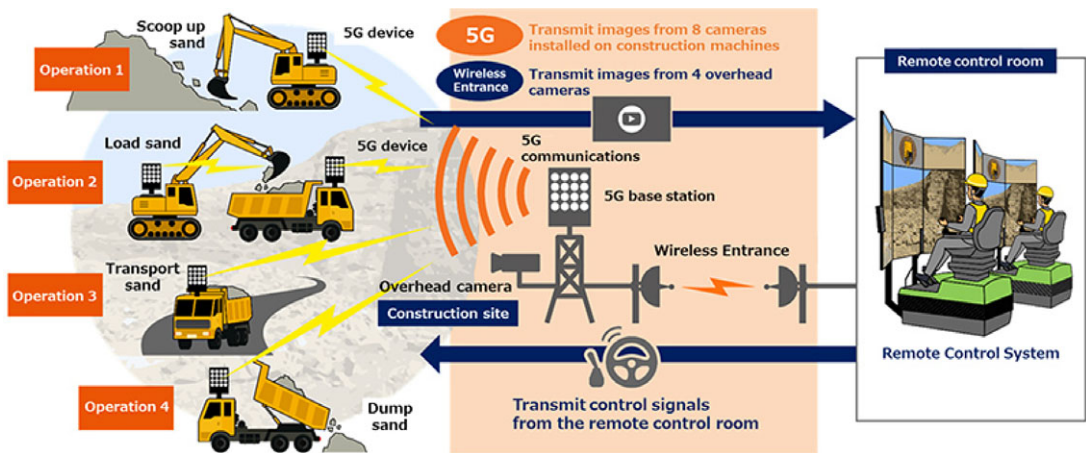 Scoop up
sand
5G device
Operation 1
5G
Transmit images from 8 cameras
installed on construction machines
Wireless
Entrance
Transmit images from 4 overhead
cameras
Remote control room
Load sand
5G device
Operation 2
5G
communications
5G base station
Transport
sand
Operation 3
Wireless Entrance
Overhead camera
Construction site
Remote Control System
Operation 4
Dump
sand
Transmit control signals
from the remote control room